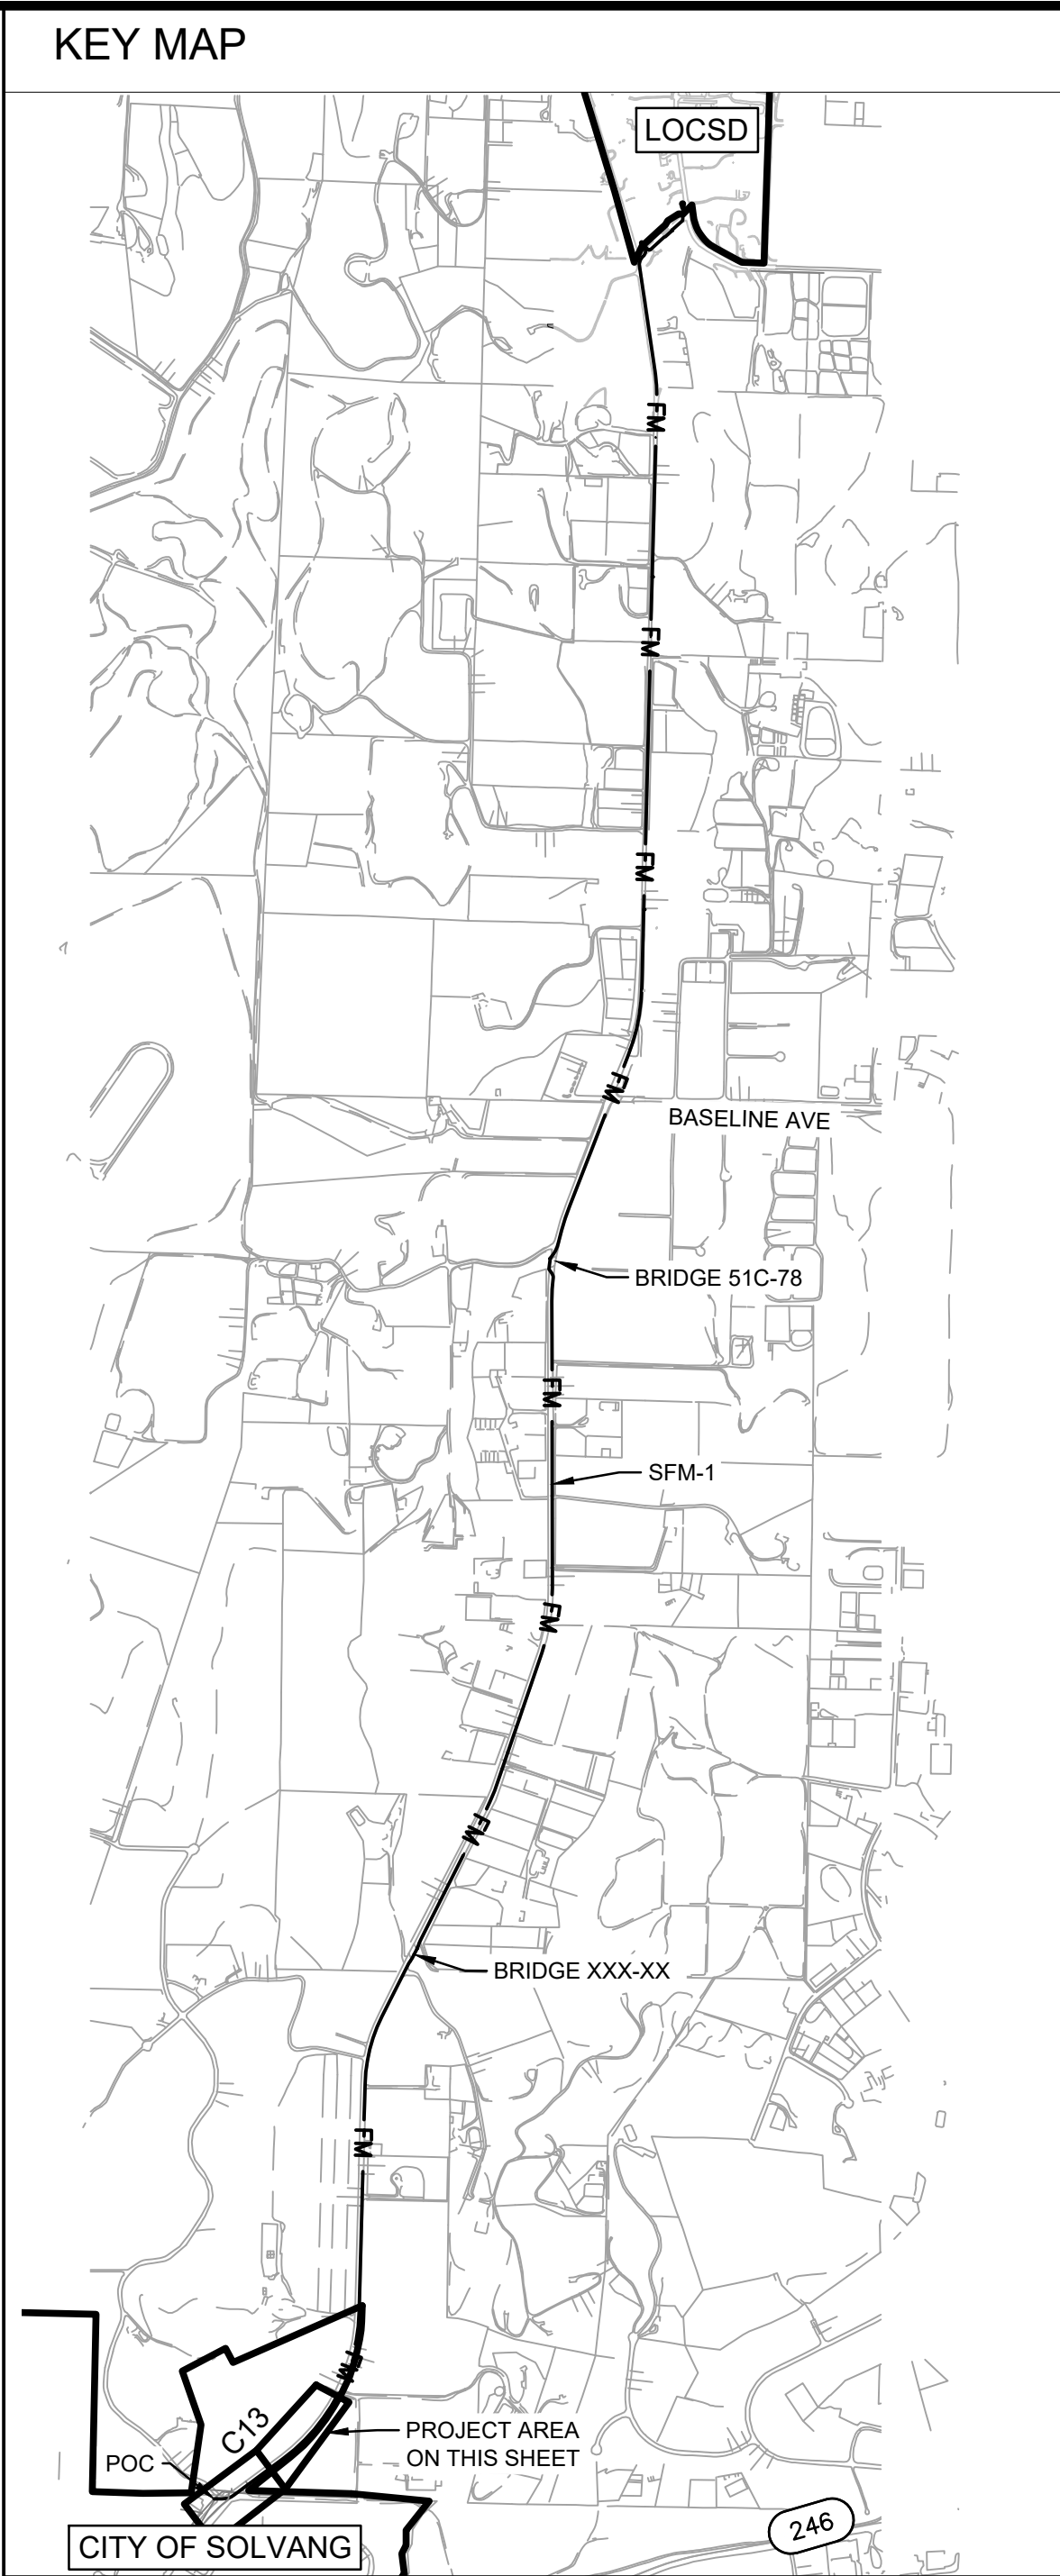 KEY MAP
LOCSD
FM
FM
FM
FM
BASELINE AVE
BRIDGE 51C-78
FM
SFM-1
FM
FM
BRIDGE XXX-XX
FM
FM
C13
PROJECT AREA
ON THIS SHEET
POC
246
CITY OF SOLVANG